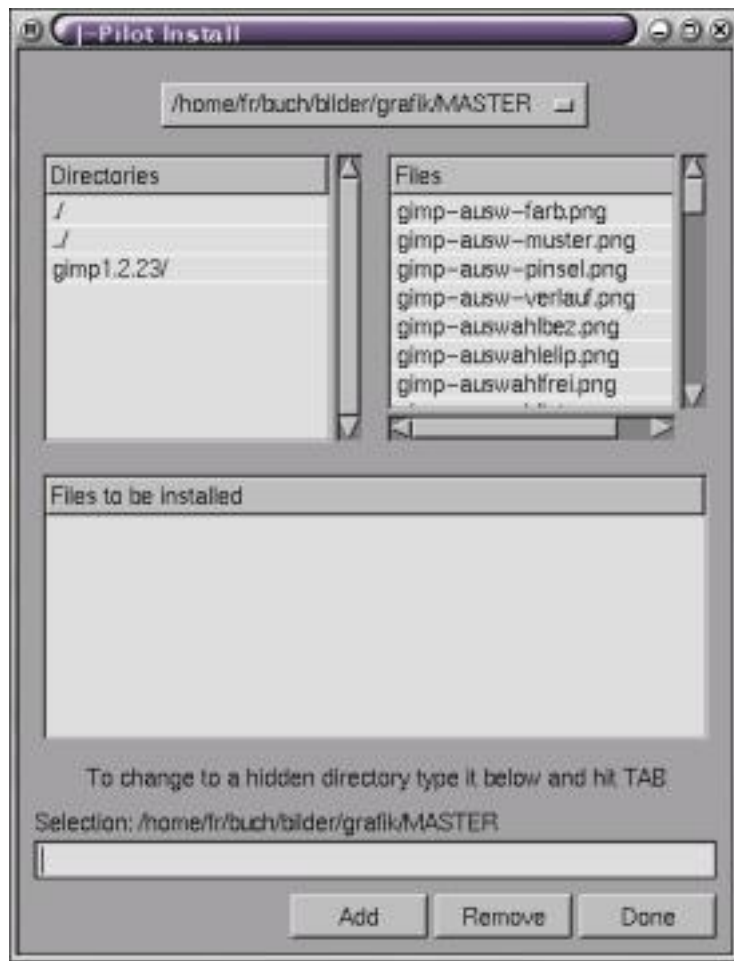 J-Pilot Install
/home/fr/buch/bilder/grafik/MASTER
Directories
./
../
gimp1.2.23/
Files
gimp-ausw-farb.png
gimp-ausw-muster.png
gimp-ausw-pinsel.png
gimp-ausw-verlauf.png
gimp-auswahlbez.png
gimp-auswahlelip.png
gimp-auswahlfrei.png
Files to be installed
To change to a hidden directory type it below and hit TAB
Selection: /home/fr/buch/bilder/grafik/MASTER
Add
Remove
Done